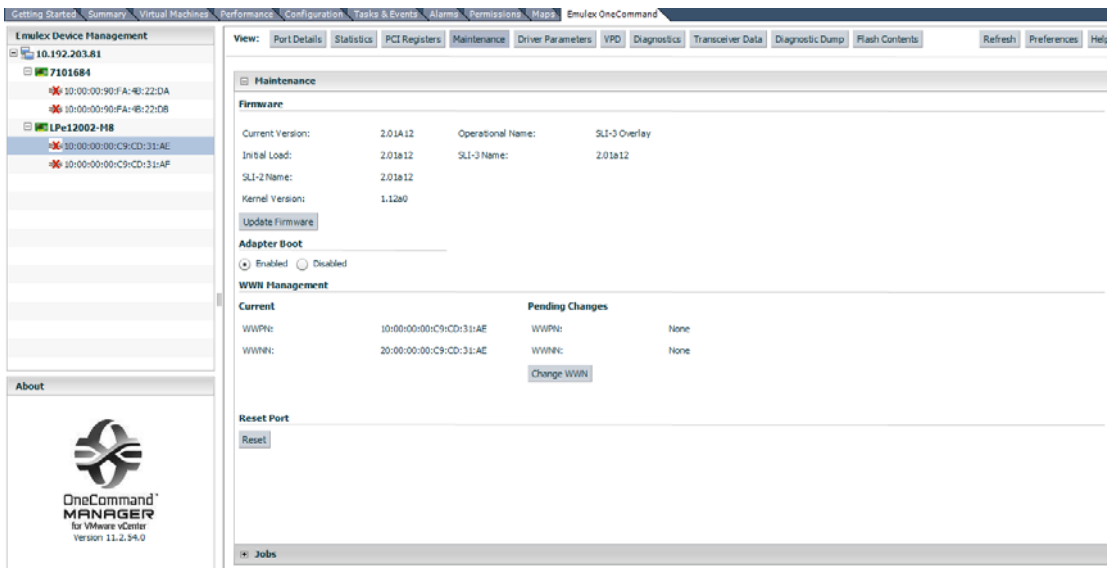 Getting Started Summary Virtual Machines Performance Configuration Tasks & Events Alarms Permissions Maps Emulex OneCommand
Emulex Device Management
10.192.203.81
7101684
10:00:00:90:FA:4B:22:DA
10:00:00:90:FA:4B:22:DB
LPe12002-M8
10:00:00:00:C9:CD:31:AE
10:00:00:00:C9:CD:31:AF
View: Port Details Statistics PCI Registers Maintenance Driver Parameters VPD Diagnostics Transceiver Data Diagnostic Dump Flash Contents Refresh Preferences Help
Maintenance
Firmware
Current Version: 2.01A12 Operational Name: SLI-3 Overlay
Initial Load: 2.01a12 SLI-3 Name: 2.01a12
SLI-2 Name: 2.01a12
Kernel Version: 1.12a0
Update Firmware
Adapter Boot
Enabled Disabled
WWN Management
Current Pending Changes
WWPN: 10:00:00:00:C9:CD:31:AE WWPN: None
WWNN: 20:00:00:00:C9:CD:31:AE WWNN: None
Change WWN
Reset Port
Reset
Jobs
About
OneCommand
MANAGER
for VMware vCenter
Version 11.2.54.0